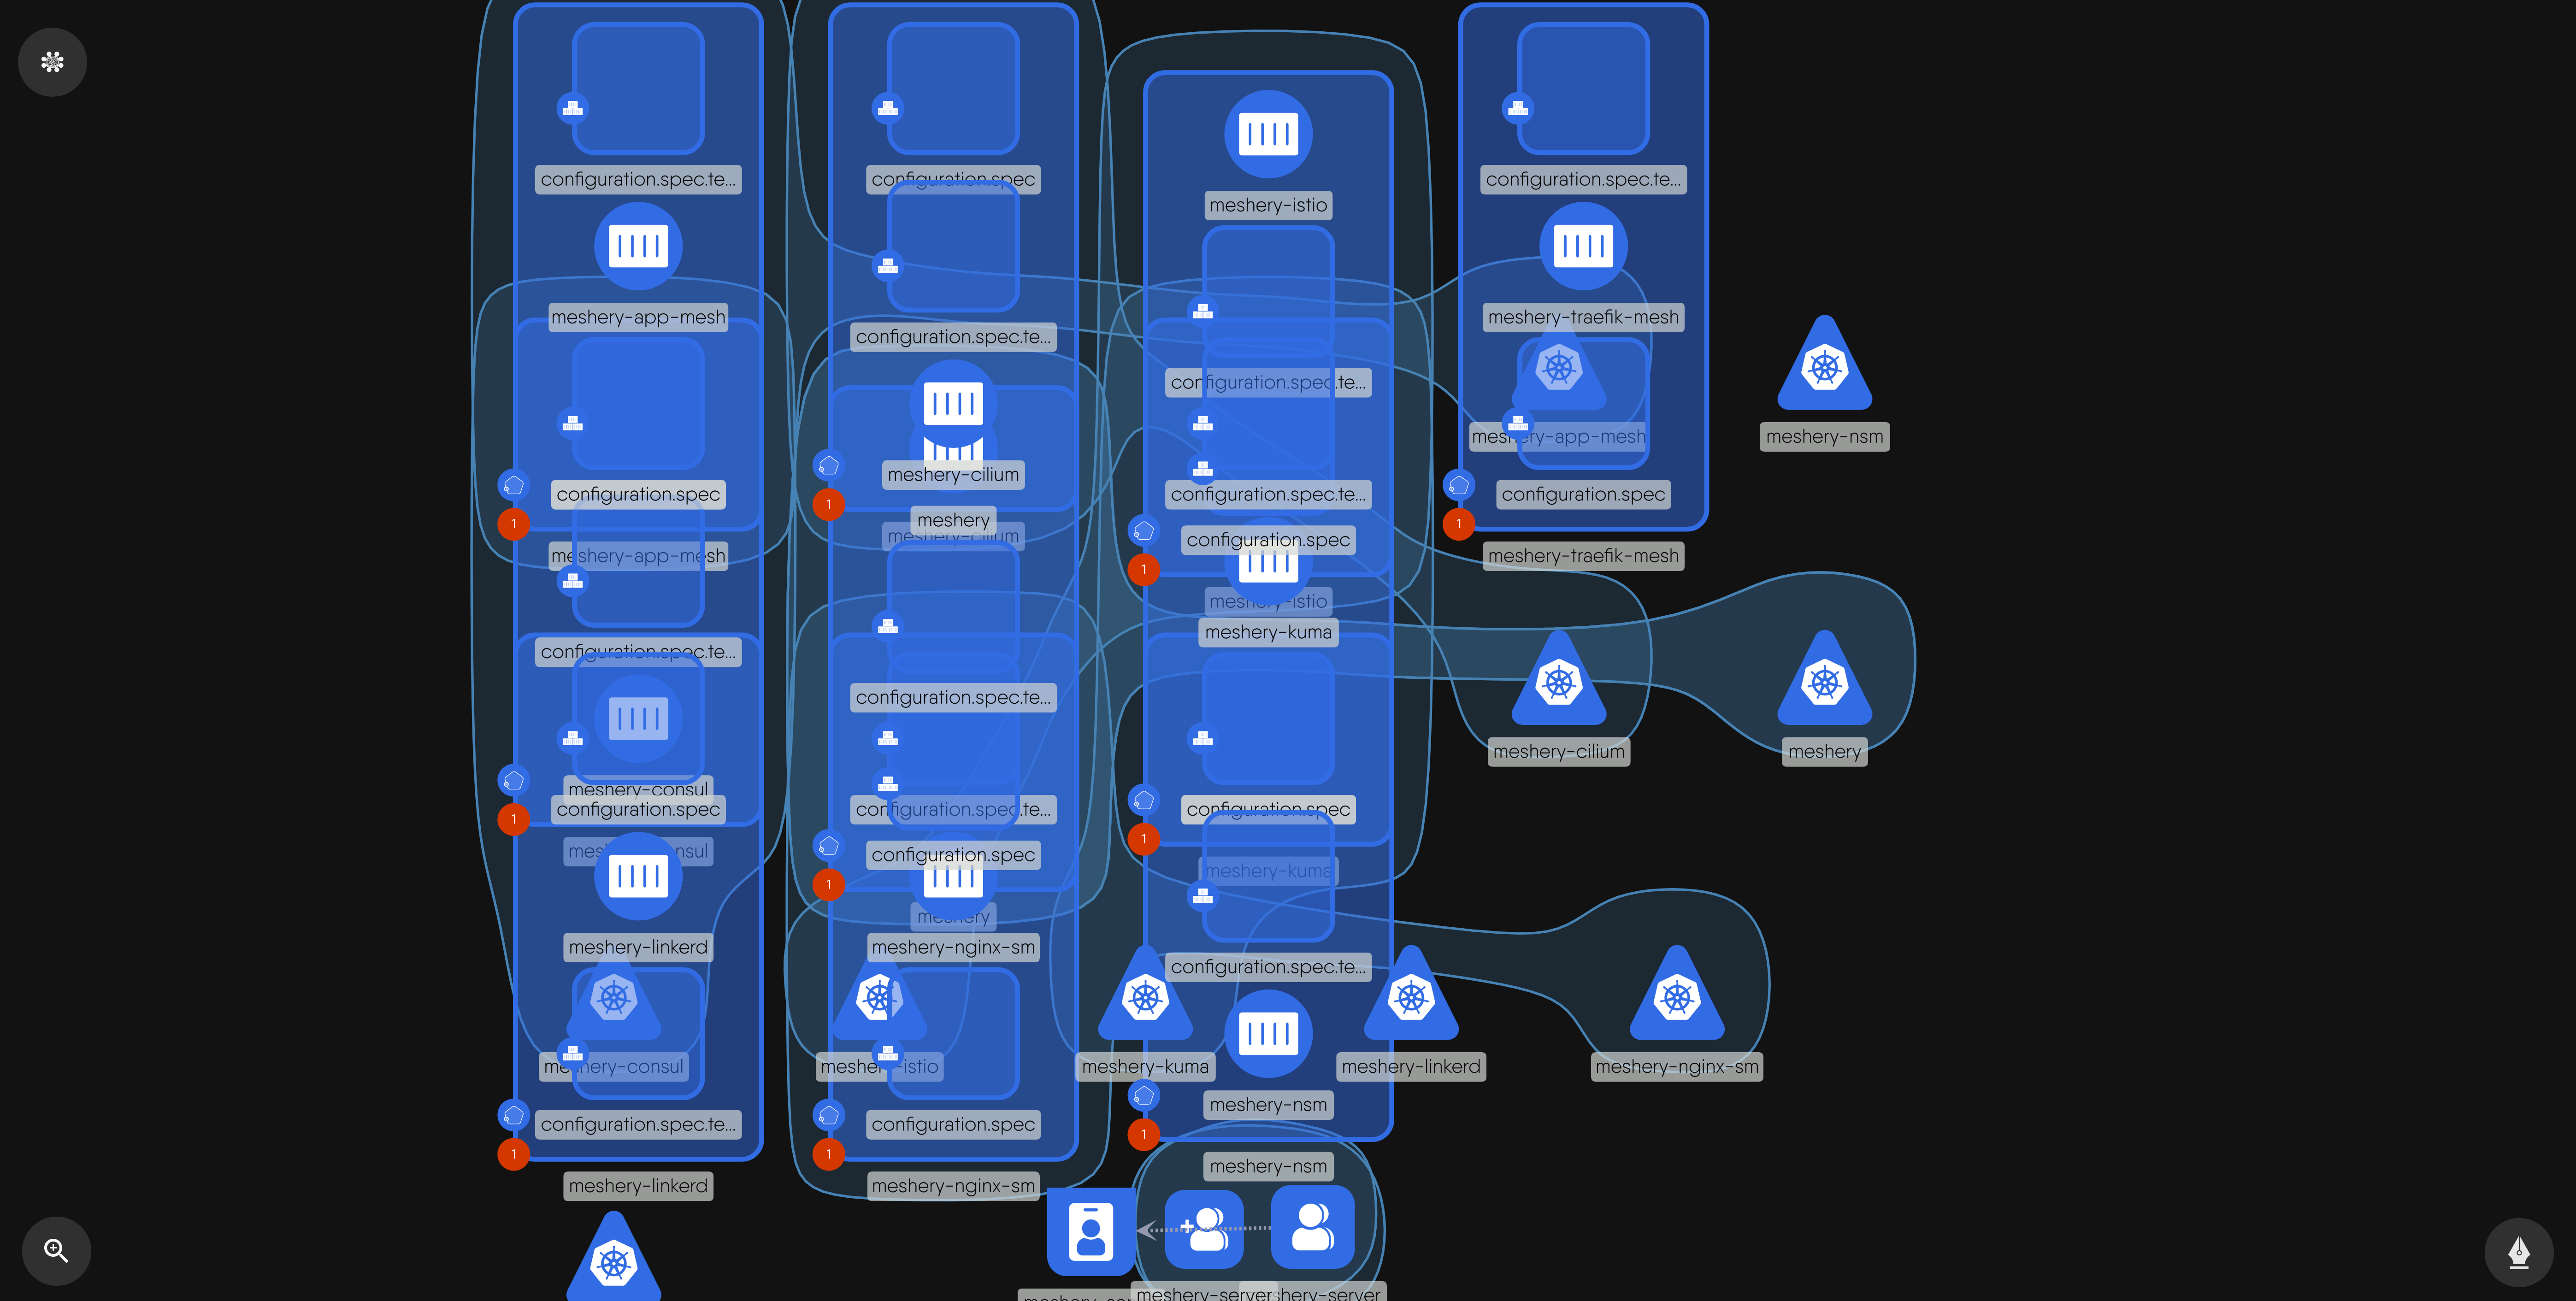 configuration.spec.te...
meshery-app-mesh
configuration.spec
1
meshery-app-mesh
configuration.spec.te...
meshery-consul
configuration.spec
1
meshery-consul
meshery-linkerd
meshery-consul
configuration.spec.te...
1
meshery-linkerd
configuration.spec
configuration.spec.te...
meshery-cilium
1
meshery
meshery-cilium
configuration.spec.te...
configuration.spec.te...
configuration.spec
1
meshery
meshery-nginx-sm
meshery-istio
configuration.spec
1
meshery-nginx-sm
meshery-istio
configuration.spec.te...
configuration.spec.te...
configuration.spec
1
meshery-istio
meshery-kuma
configuration.spec
1
meshery-kuma
configuration.spec.te...
meshery-kuma
meshery-linkerd
meshery-nginx-sm
meshery-nsm
1
meshery-nsm
configuration.spec.te...
meshery-traefik-mesh
meshery-app-mesh
configuration.spec
1
meshery-traefik-mesh
meshery-nsm
meshery-cilium
meshery
meshery-server